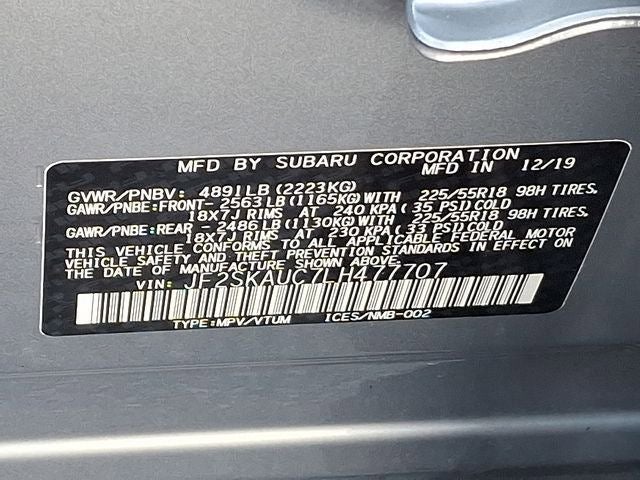 MFD BY SUBARU CORPORATION
MFD IN 12/19
GVWR/PNBV: 4891LB (2223KG)
GAWR/PNBE:FRONT- 2563LB (1165KG)WITH 225/55R18 98H TIRES.
18X7J RIMS AT 240 KPA (35 PSI)COLD
GAWR/PNBE:REAR - 2486LB (1130KG)WITH 225/55R18 98H TIRES.
18X7J RIMS AT 230 KPA (33 PSI)COLD
THIS VEHICLE CONFORMS TO ALL APPLICABLE FEDERAL MOTOR
VEHICLE SAFETY AND THEFT PREVENTION STANDARDS IN EFFECT ON
THE DATE OF MANUFACTURE SHOWN ABOVE.
VIN: JF2SKAUC7LH477707
TYPE:MPV/VTUM ICES/NMB-002